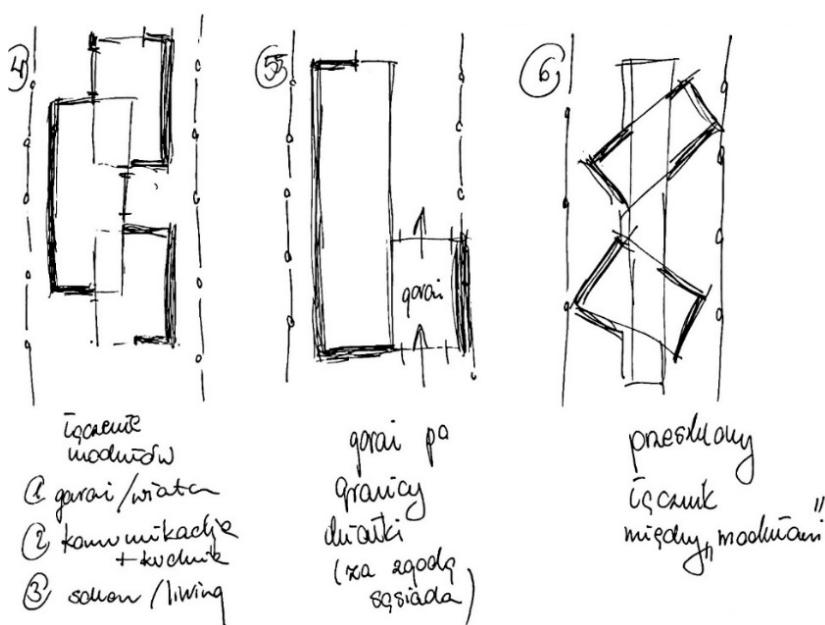 4
5
6
garaż
łączenie
modułów
① garaż/wiata
② komunikacja
+ kuchnia
③ salon/living
garaż po
granicy
działki
(za zgodą
sąsiada)
przeszklony
łącznik
między „modułami”